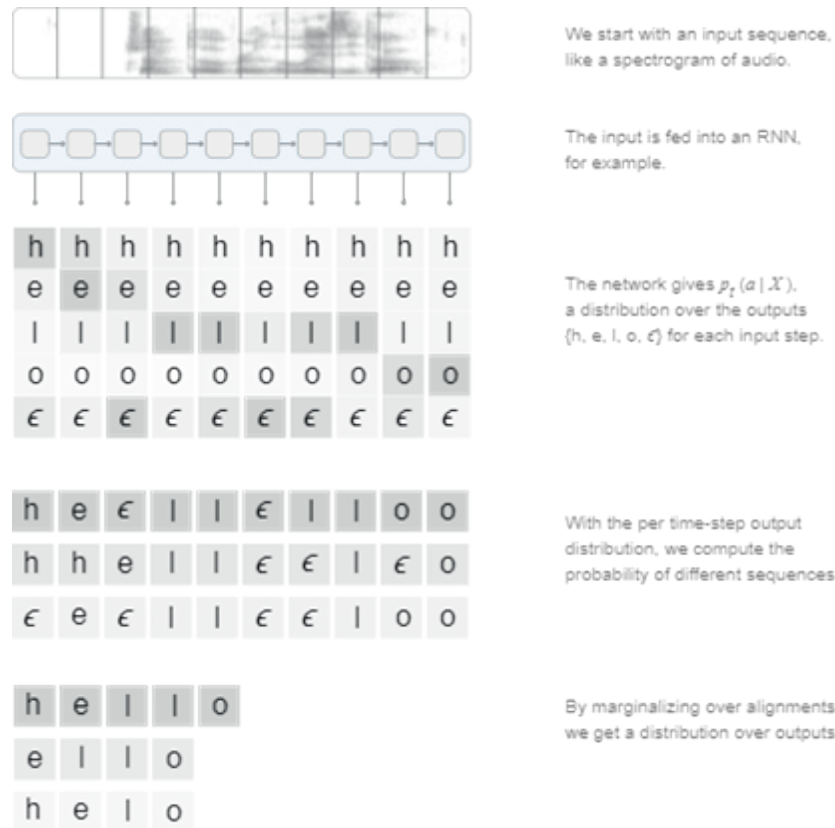 We start with an input sequence,
like a spectrogram of audio.
The input is fed into an RNN,
for example.
h h h h h h h h h h
e e e e e e e e e e
l l l l l l l l l l
o o o o o o o o o o
ϵ ϵ ϵ ϵ ϵ ϵ ϵ ϵ ϵ ϵ
The network gives pₜ (a | X),
a distribution over the outputs
{h, e, l, o, ϵ} for each input step.
h e ϵ l l ϵ l l o o
h h e l l ϵ ϵ l ϵ o
ϵ e ϵ l l ϵ ϵ l o o
With the per time-step output
distribution, we compute the
probability of different sequences
h e l l o
e l l o
h e l o
By marginalizing over alignments
we get a distribution over outputs